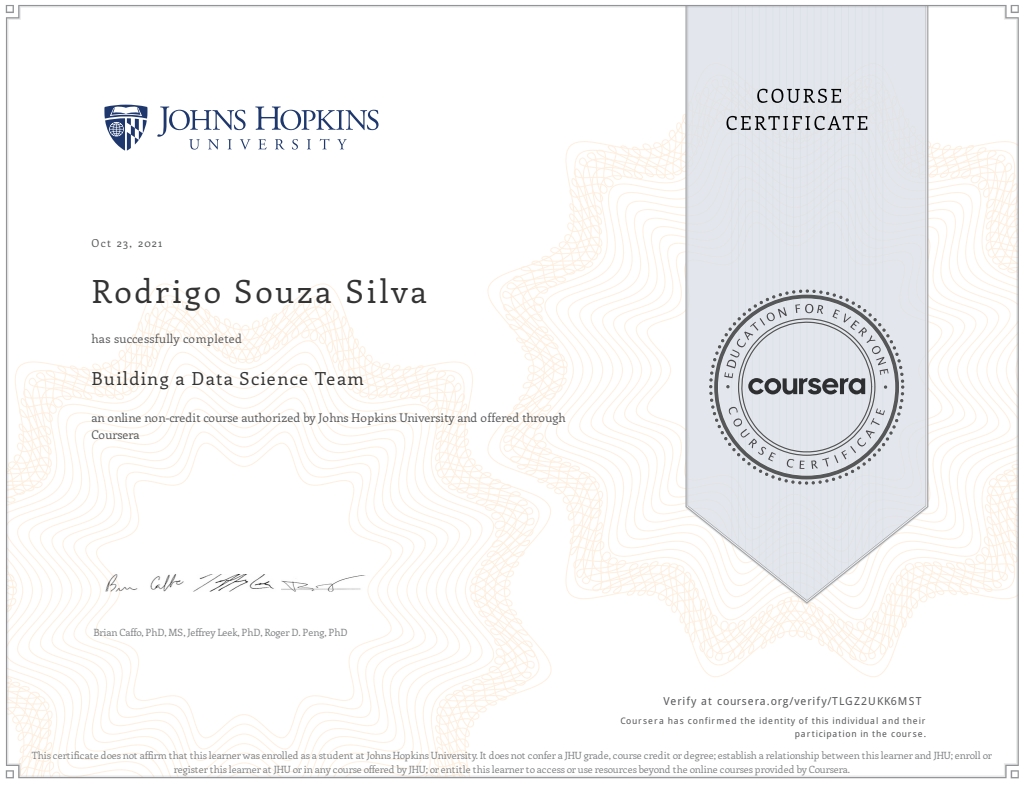 JOHNS HOPKINS
UNIVERSITY
COURSE
CERTIFICATE
Oct 23, 2021
Rodrigo Souza Silva
has successfully completed
Building a Data Science Team
an online non-credit course authorized by Johns Hopkins University and offered through
Coursera
EDUCATION FOR EVERYONE
coursera
COURSE CERTIFICATE
Brian Caffo, PhD, MS, Jeffrey Leek, PhD, Roger D. Peng, PhD
Verify at coursera.org/verify/TLGZ2UKK6MST
Coursera has confirmed the identity of this individual and their
participation in the course.
This certificate does not affirm that this learner was enrolled as a student at Johns Hopkins University. It does not confer a JHU grade, course credit or degree; establish a relationship between this learner and JHU; enroll or
register this learner at JHU or in any course offered by JHU; or entitle this learner to access or use resources beyond the online courses provided by Coursera.